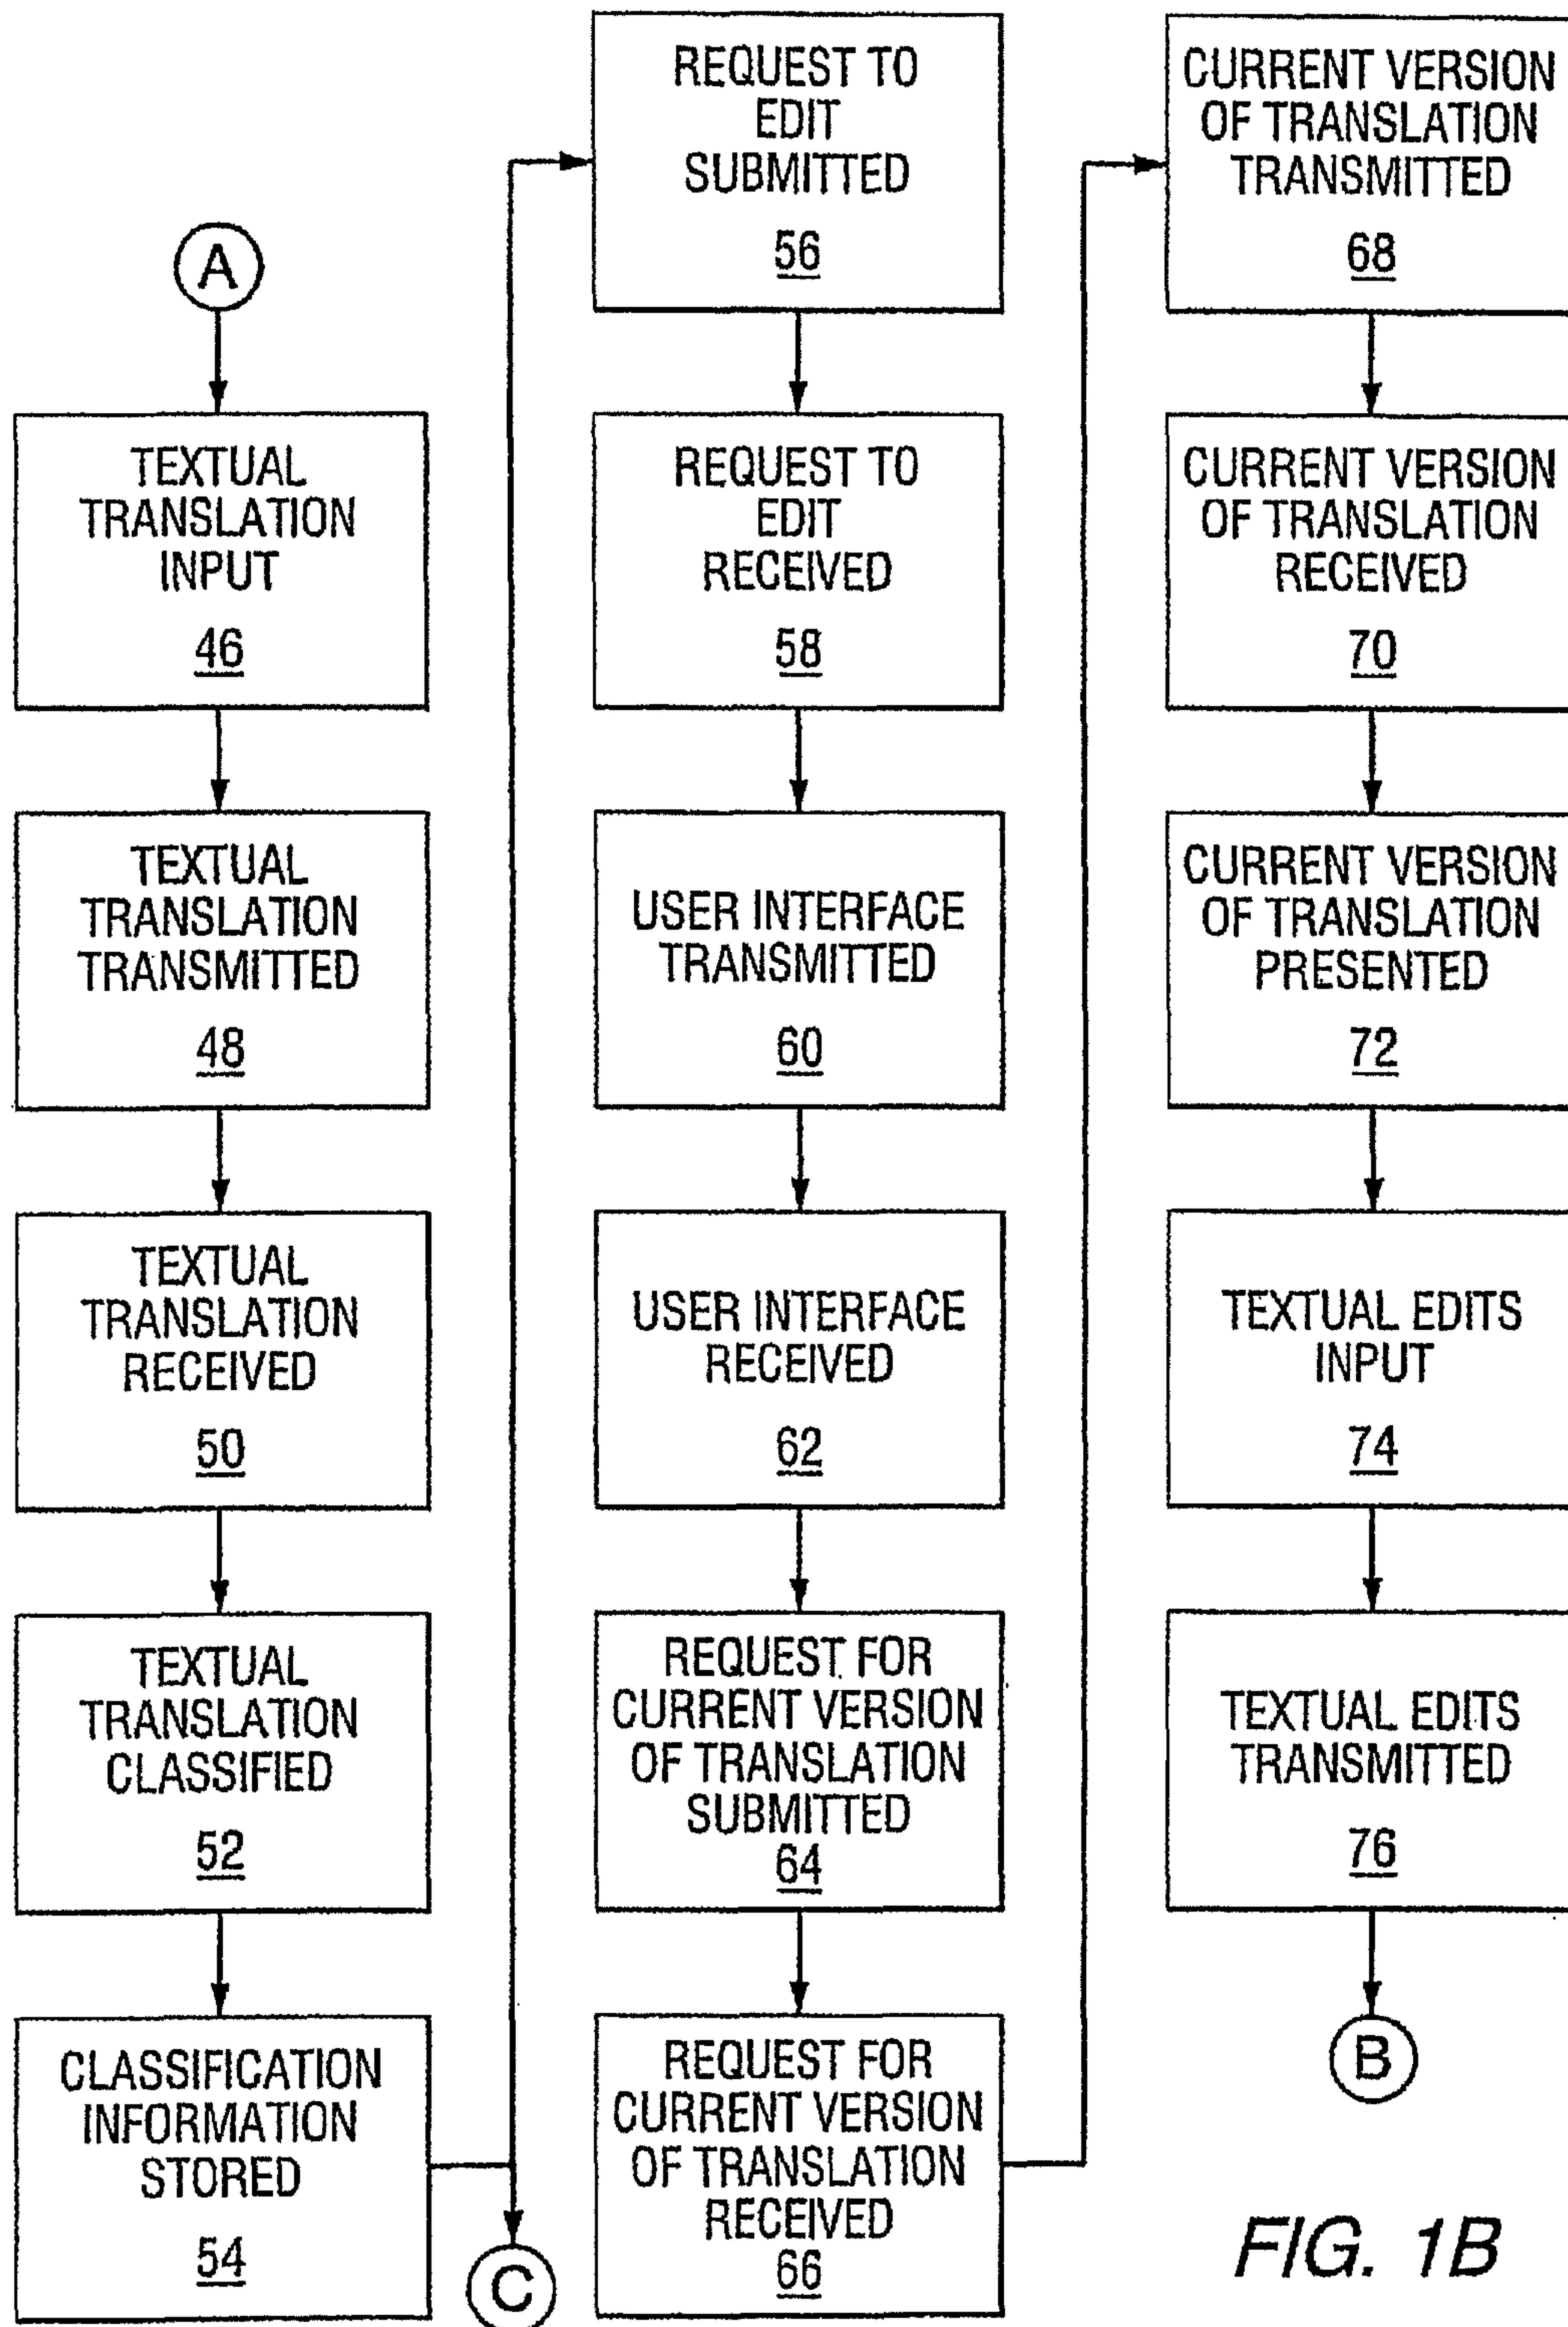 A
TEXTUAL
TRANSLATION
INPUT
46
TEXTUAL
TRANSLATION
TRANSMITTED
48
TEXTUAL
TRANSLATION
RECEIVED
50
TEXTUAL
TRANSLATION
CLASSIFIED
52
CLASSIFICATION
INFORMATION
STORED
54
C
REQUEST TO
EDIT
SUBMITTED
56
REQUEST TO
EDIT
RECEIVED
58
USER INTERFACE
TRANSMITTED
60
USER INTERFACE
RECEIVED
62
REQUEST FOR
CURRENT VERSION
OF TRANSLATION
SUBMITTED
64
REQUEST FOR
CURRENT VERSION
OF TRANSLATION
RECEIVED
66
CURRENT VERSION
OF TRANSLATION
TRANSMITTED
68
CURRENT VERSION
OF TRANSLATION
RECEIVED
70
CURRENT VERSION
OF TRANSLATION
PRESENTED
72
TEXTUAL EDITS
INPUT
74
TEXTUAL EDITS
TRANSMITTED
76
B
FIG. 1B